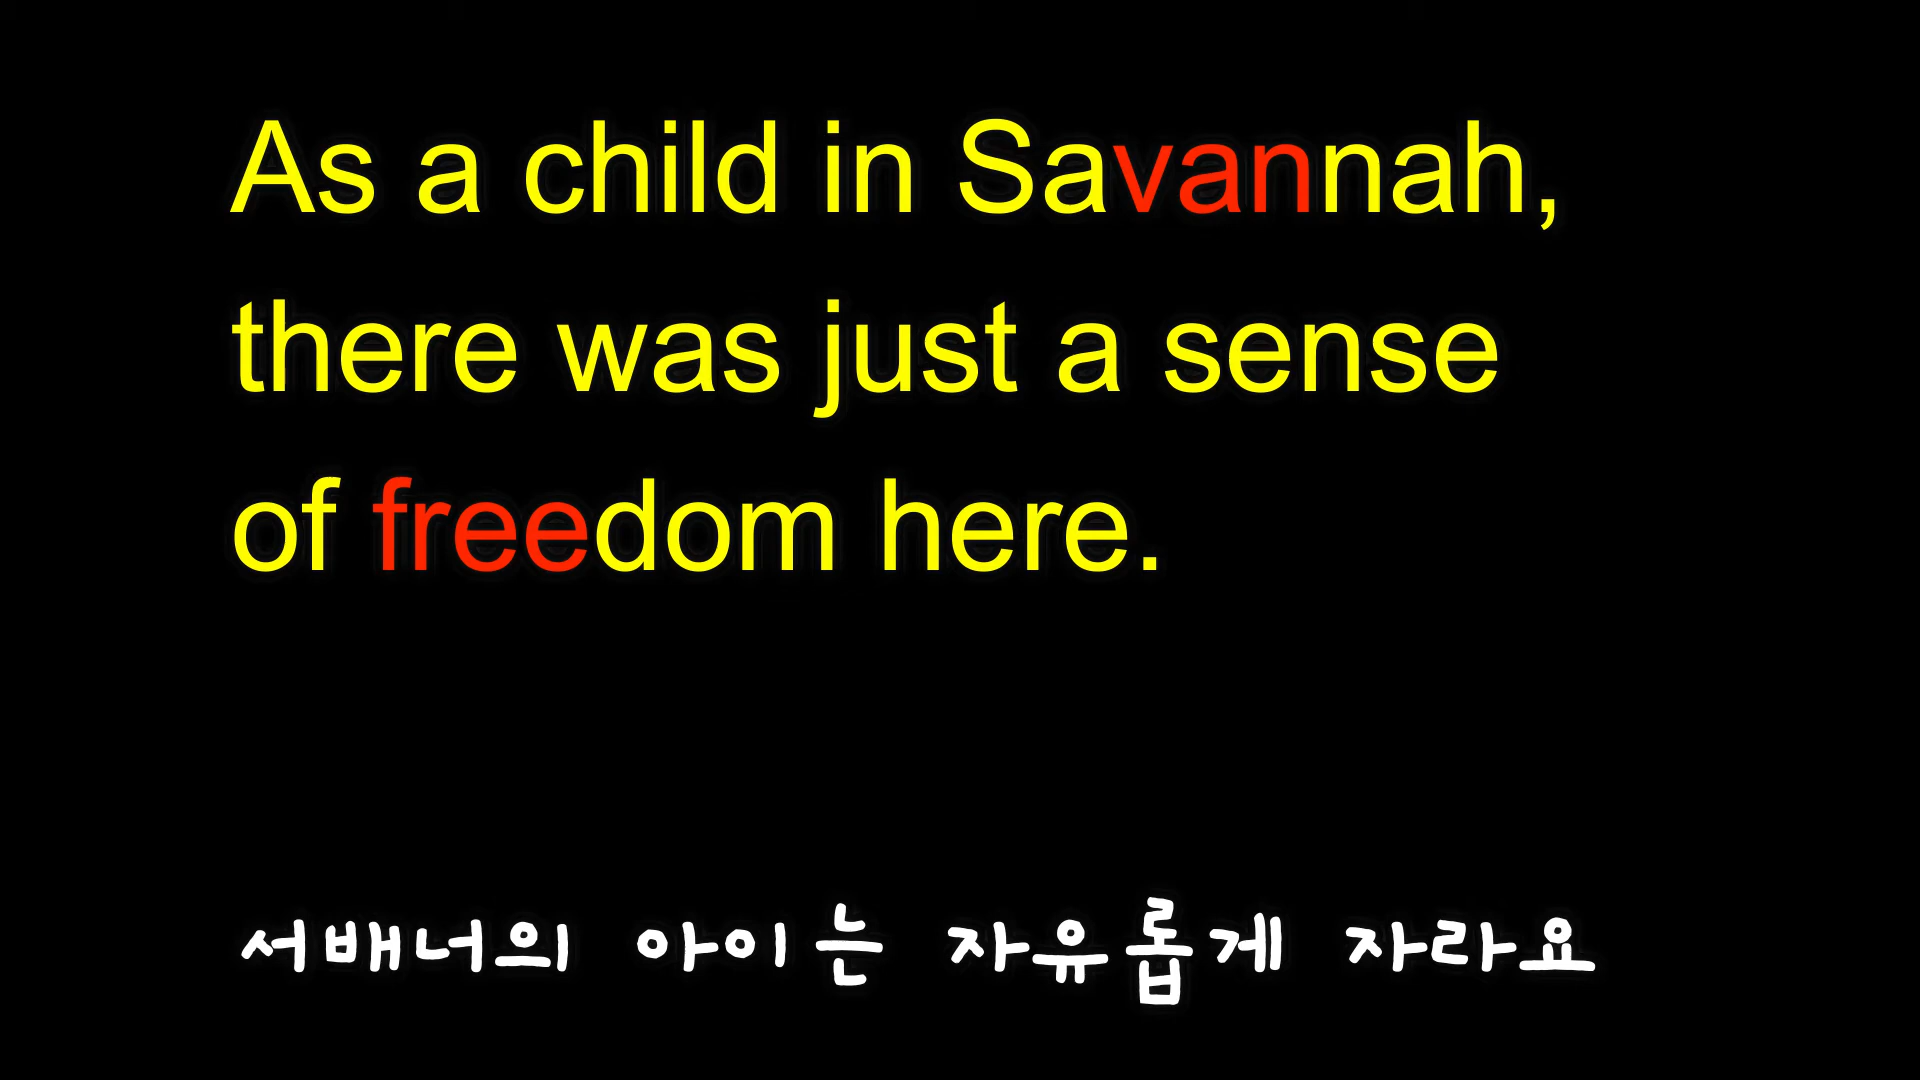 As a child in Savannah,
there was just a sense
of freedom here.
서배너의 아이는 자유롭게 자라요